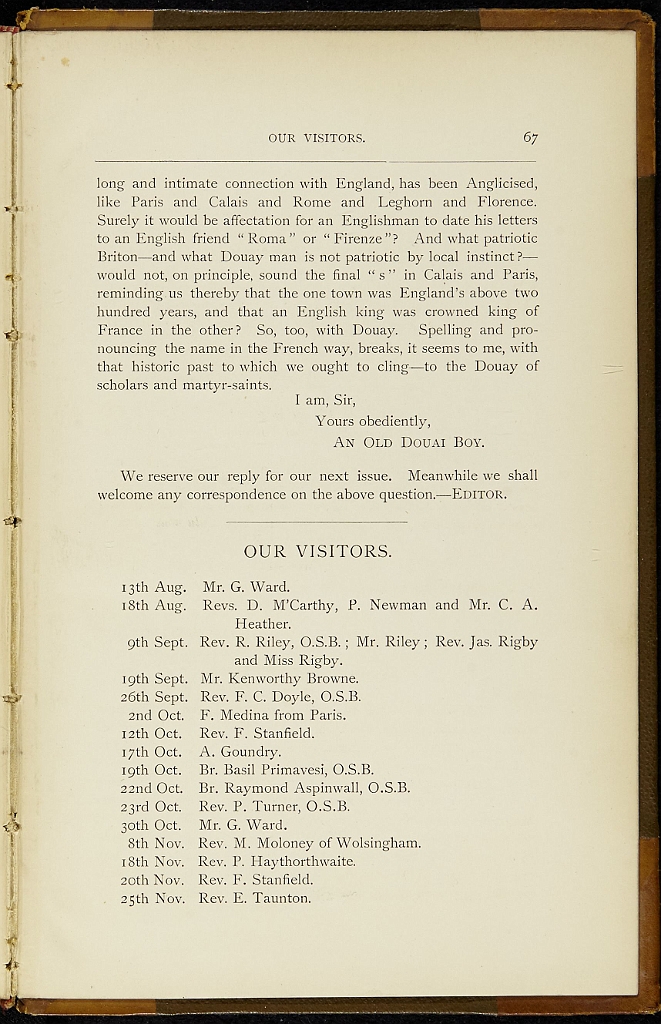 OUR VISITORS. 67
long and intimate connection with England, has been Anglicised,
like Paris and Calais and Rome and Leghorn and Florence.
Surely it would be affectation for an Englishman to date his letters
to an English friend “ Roma ” or “ Firenze ”? And what patriotic
Briton—and what Douay man is not patriotic by local instinct?—
would not, on principle, sound the final “ s ” in Calais and Paris,
reminding us thereby that the one town was England's above two
hundred years, and that an English king was crowned king of
France in the other? So, too, with Douay. Spelling and pro-
nouncing the name in the French way, breaks, it seems to me, with
that historic past to which we ought to cling—to the Douay of
scholars and martyr-saints.
I am, Sir,
Yours obediently,
AN OLD DOUAI BOY.
We reserve our reply for our next issue. Meanwhile we shall
welcome any correspondence on the above question.—EDITOR.
OUR VISITORS.
13th Aug. Mr. G. Ward.
18th Aug. Revs. D. M'Carthy, P. Newman and Mr. C. A.
Heather.
9th Sept. Rev. R. Riley, O.S.B. ; Mr. Riley ; Rev. Jas. Rigby
and Miss Rigby.
19th Sept. Mr. Kenworthy Browne.
26th Sept. Rev. F. C. Doyle, O.S.B.
2nd Oct. F. Medina from Paris.
12th Oct. Rev. F. Stanfield.
17th Oct. A. Goundry.
19th Oct. Br. Basil Primavesi, O.S.B.
22nd Oct. Br. Raymond Aspinwall, O.S.B.
23rd Oct. Rev. P. Turner, O.S.B.
30th Oct. Mr. G. Ward.
8th Nov. Rev. M. Moloney of Wolsingham.
18th Nov. Rev. P. Haythorthwaite.
20th Nov. Rev. F. Stanfield.
25th Nov. Rev. E. Taunton.